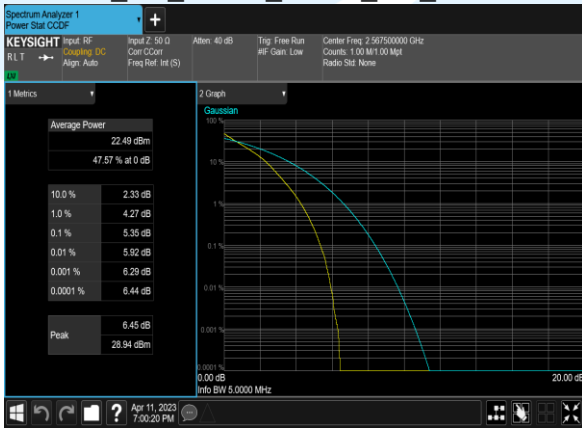 Spectrum Analyzer 1
Power Stat CCDF
+
KEYSIGHT
RLT
LXI
Input: RF
Coupling: DC
Align: Auto
Input Z: 50 Ω
Corr CCorr
Freq Ref: Int (S)
Atten: 40 dB
Trig: Free Run
#IF Gain: Low
Center Freq: 2.567500000 GHz
Counts: 1.00 M/1.00 Mpt
Radio Std: None
1 Metrics
Average Power
22.49 dBm
47.57 % at 0 dB
10.0 % 2.33 dB
1.0 % 4.27 dB
0.1 % 5.35 dB
0.01 % 5.92 dB
0.001 % 6.29 dB
0.0001 % 6.44 dB
Peak
6.45 dB
28.94 dBm
2 Graph
Gaussian
100 %
10 %
1 %
0.1 %
0.01 %
0.001 %
0.0001 %
0.00 dB
20.00 dB
Info BW 5.0000 MHz
?
Apr 11, 2023
7:00:20 PM